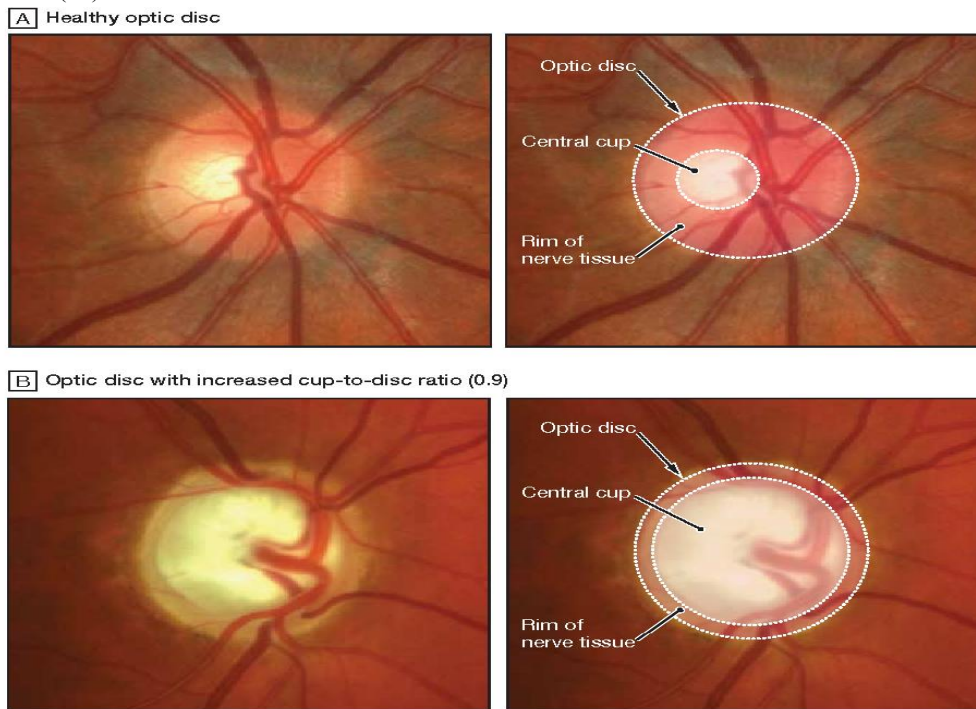 A Healthy optic disc
Optic disc
Central cup
Rim of
nerve tissue
B Optic disc with increased cup-to-disc ratio (0.9)
Optic disc
Central cup
Rim of
nerve tissue